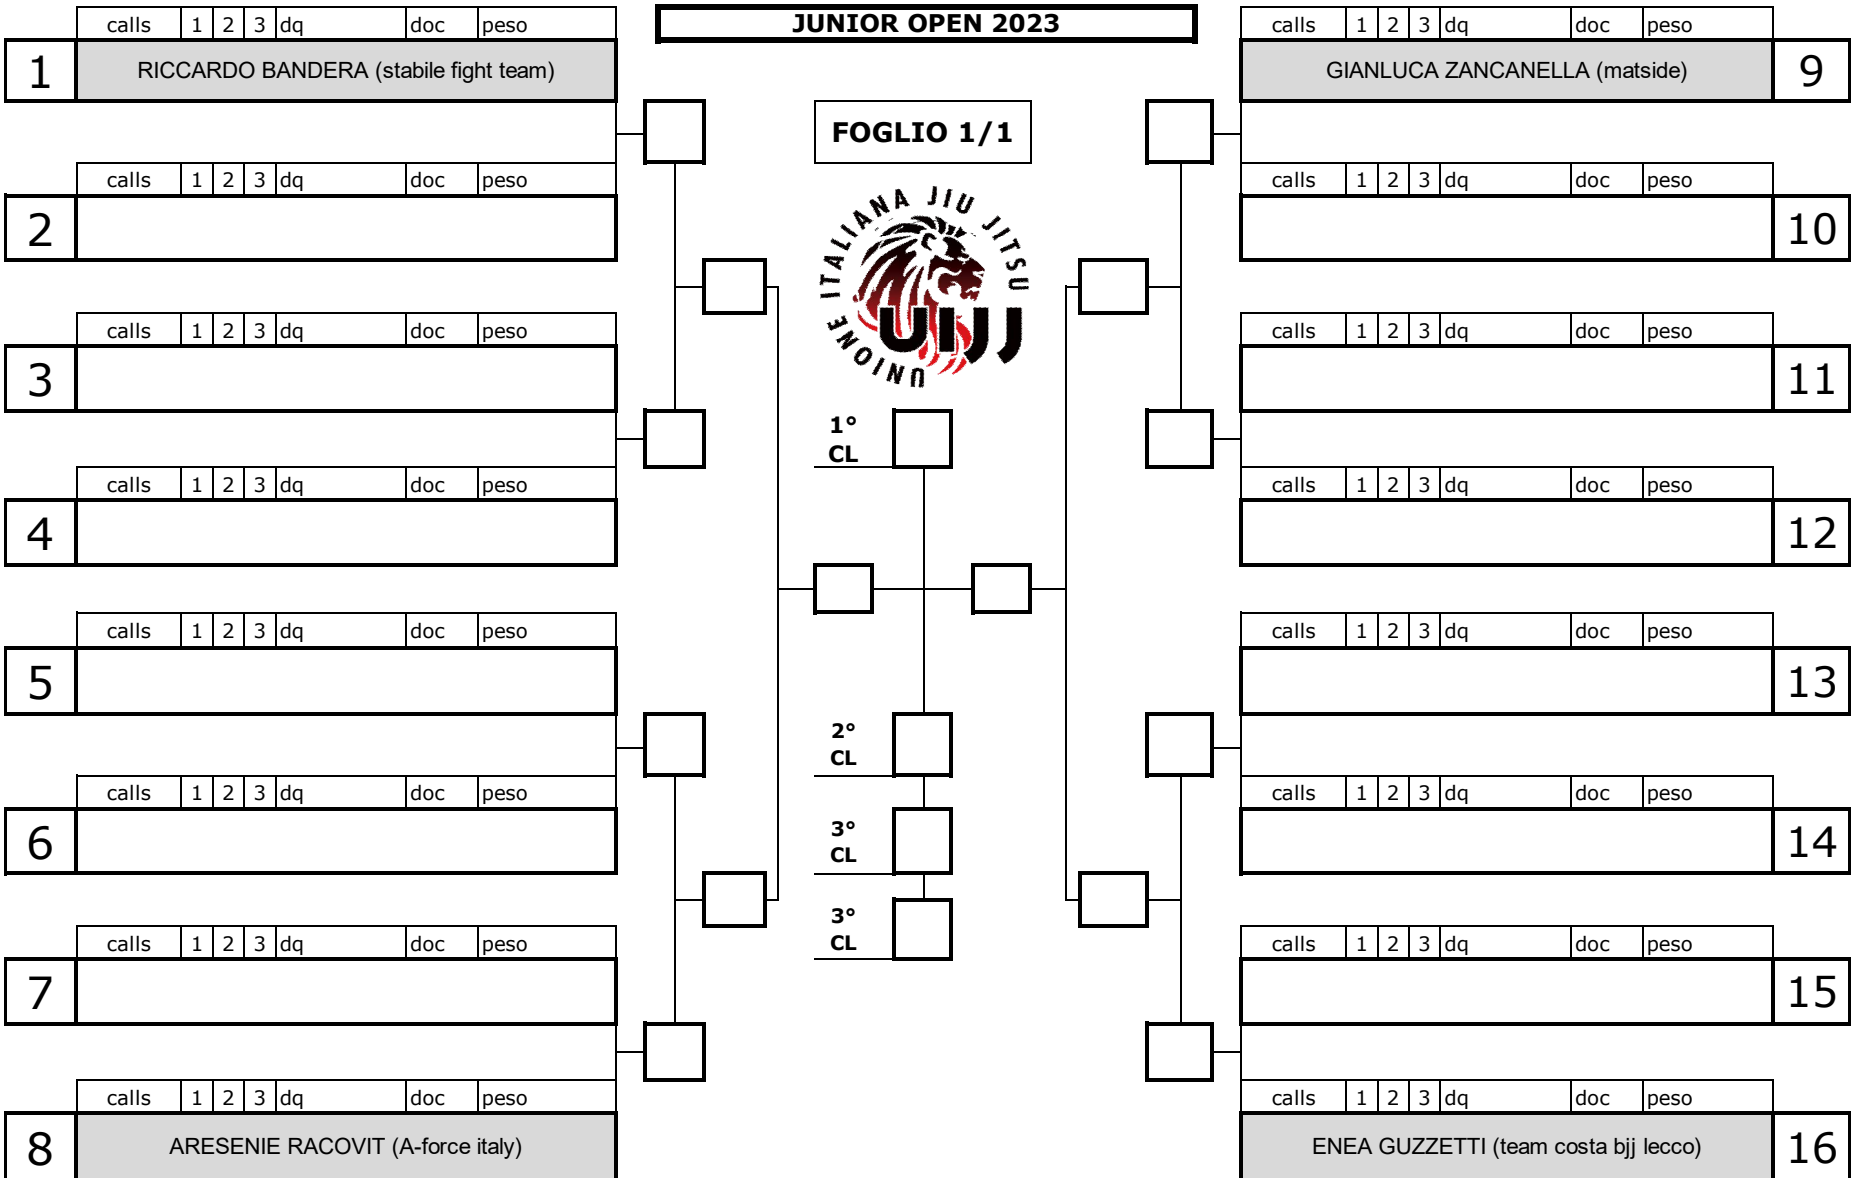 calls 1 2 3 dq doc peso
JUNIOR OPEN 2023
calls 1 2 3 dq doc peso
1 RICCARDO BANDERA (stabile fight team)
GIANLUCA ZANCANELLA (matside) 9
FOGLIO 1/1
calls 1 2 3 dq doc peso
calls 1 2 3 dq doc peso
2
10
UNIONE ITALIANA JIU JITSU
UIJJ
calls 1 2 3 dq doc peso
calls 1 2 3 dq doc peso
3
11
1°
CL
calls 1 2 3 dq doc peso
calls 1 2 3 dq doc peso
4
12
calls 1 2 3 dq doc peso
calls 1 2 3 dq doc peso
5
13
2°
CL
calls 1 2 3 dq doc peso
calls 1 2 3 dq doc peso
6
14
3°
CL
3°
CL
calls 1 2 3 dq doc peso
calls 1 2 3 dq doc peso
7
15
calls 1 2 3 dq doc peso
calls 1 2 3 dq doc peso
8 ARESENIE RACOVIT (A-force italy)
ENEA GUZZETTI (team costa bjj lecco) 16